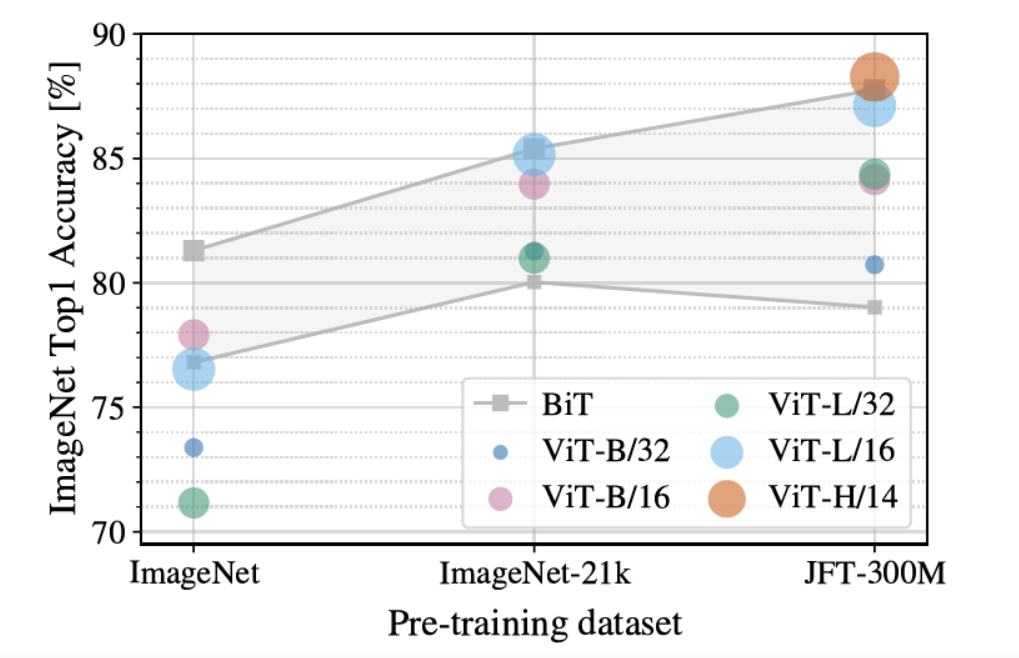 ImageNet Top1 Accuracy [%]
90
85
80
75
70
BiT
ViT-B/32
ViT-B/16
ViT-L/32
ViT-L/16
ViT-H/14
ImageNet
ImageNet-21k
JFT-300M
Pre-training dataset